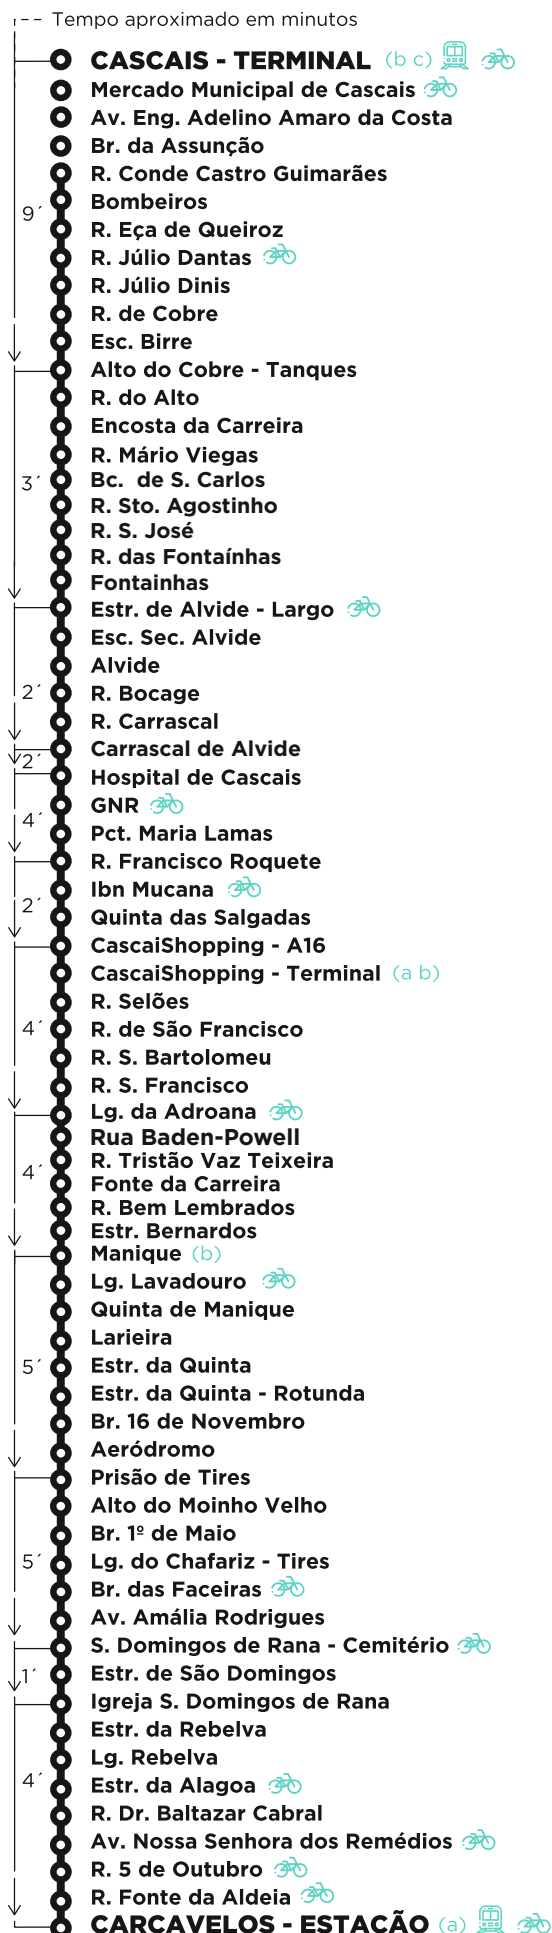 Tempo aproximado em minutos
CASCAIS - TERMINAL (b c)
Mercado Municipal de Cascais
Av. Eng. Adelino Amaro da Costa
Br. da Assunção
R. Conde Castro Guimarães
Bombeiros
9´
R. Eça de Queiroz
R. Júlio Dantas
R. Júlio Dinis
R. de Cobre
Esc. Birre
Alto do Cobre - Tanques
R. do Alto
Encosta da Carreira
R. Mário Viegas
3´
Bc. de S. Carlos
R. Sto. Agostinho
R. S. José
R. das Fontaínhas
Fontainhas
Estr. de Alvide - Largo
Esc. Sec. Alvide
Alvide
2´
R. Bocage
R. Carrascal
Carrascal de Alvide
2´
Hospital de Cascais
GNR
4´
Pct. Maria Lamas
R. Francisco Roquete
Ibn Mucana
2´
Quinta das Salgadas
CascaiShopping - A16
CascaiShopping - Terminal (a b)
R. Selões
4´
R. de São Francisco
R. S. Bartolomeu
R. S. Francisco
Lg. da Adroana
Rua Baden-Powell
R. Tristão Vaz Teixeira
4´
Fonte da Carreira
R. Bem Lembrados
Estr. Bernardos
Manique (b)
Lg. Lavadouro
Quinta de Manique
Larieira
5´
Estr. da Quinta
Estr. da Quinta - Rotunda
Br. 16 de Novembro
Aeródromo
Prisão de Tires
Alto do Moinho Velho
Br. 1º de Maio
5´
Lg. do Chafariz - Tires
Br. das Faceiras
Av. Amália Rodrigues
S. Domingos de Rana - Cemitério
1´
Estr. de São Domingos
Igreja S. Domingos de Rana
Estr. da Rebelva
Lg. Rebelva
4´
Estr. da Alagoa
R. Dr. Baltazar Cabral
Av. Nossa Senhora dos Remédios
R. 5 de Outubro
R. Fonte da Aldeia
CARCAVELOS - ESTAÇÃO (a)